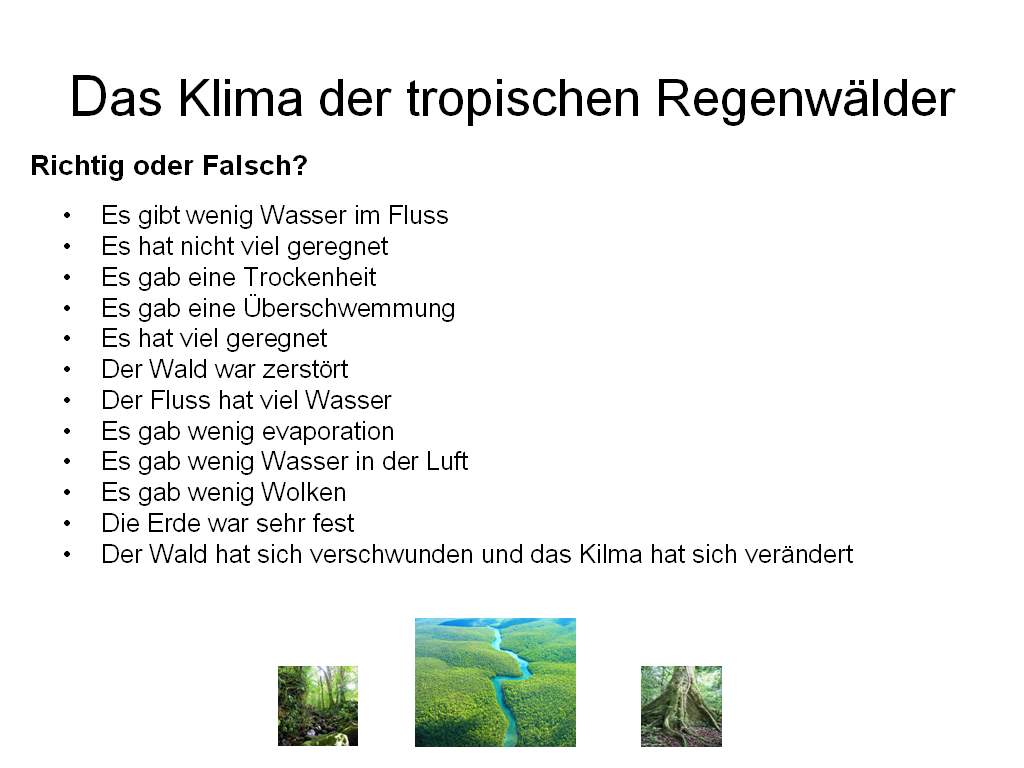 Das Klima der tropischen Regenwälder
Richtig oder Falsch?
• Es gibt wenig Wasser im Fluss
• Es hat nicht viel geregnet
• Es gab eine Trockenheit
• Es gab eine Überschwemmung
• Es hat viel geregnet
• Der Wald war zerstört
• Der Fluss hat viel Wasser
• Es gab wenig evaporation
• Es gab wenig Wasser in der Luft
• Es gab wenig Wolken
• Die Erde war sehr fest
• Der Wald hat sich verschwunden und das Kilma hat sich verändert